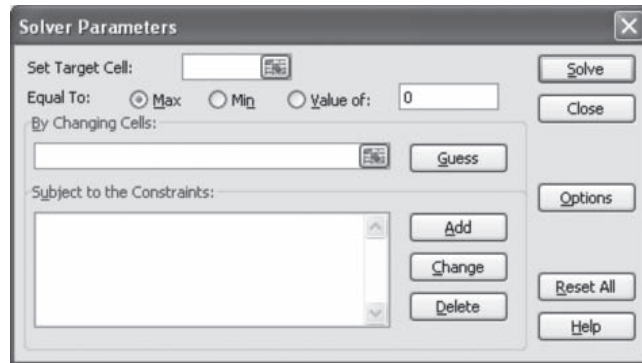 Solver Parameters
Set Target Cell:
Solve
Equal To: Max Min Value of: 0
Close
By Changing Cells:
Guess
Subject to the Constraints:
Options
Add
Change
Reset All
Delete
Help